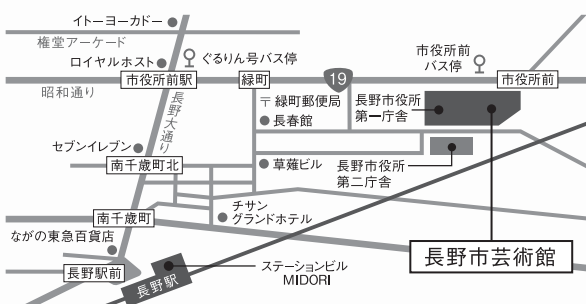 イトーヨーカドー
権堂アーケード
ロイヤルホスト
ぐるりん号バス停
市役所前
バス停
市役所前駅
緑町
19
市役所前
昭和通り
長野大通り
〒緑町郵便局
長春館
長野市役所
第一庁舎
セブンイレブン
南千歳町北
草薙ビル
長野市役所
第二庁舎
南千歳町
チサン
グランドホテル
ながの東急百貨店
長野市芸術館
長野駅前
長野駅
ステーションビル
MIDORI